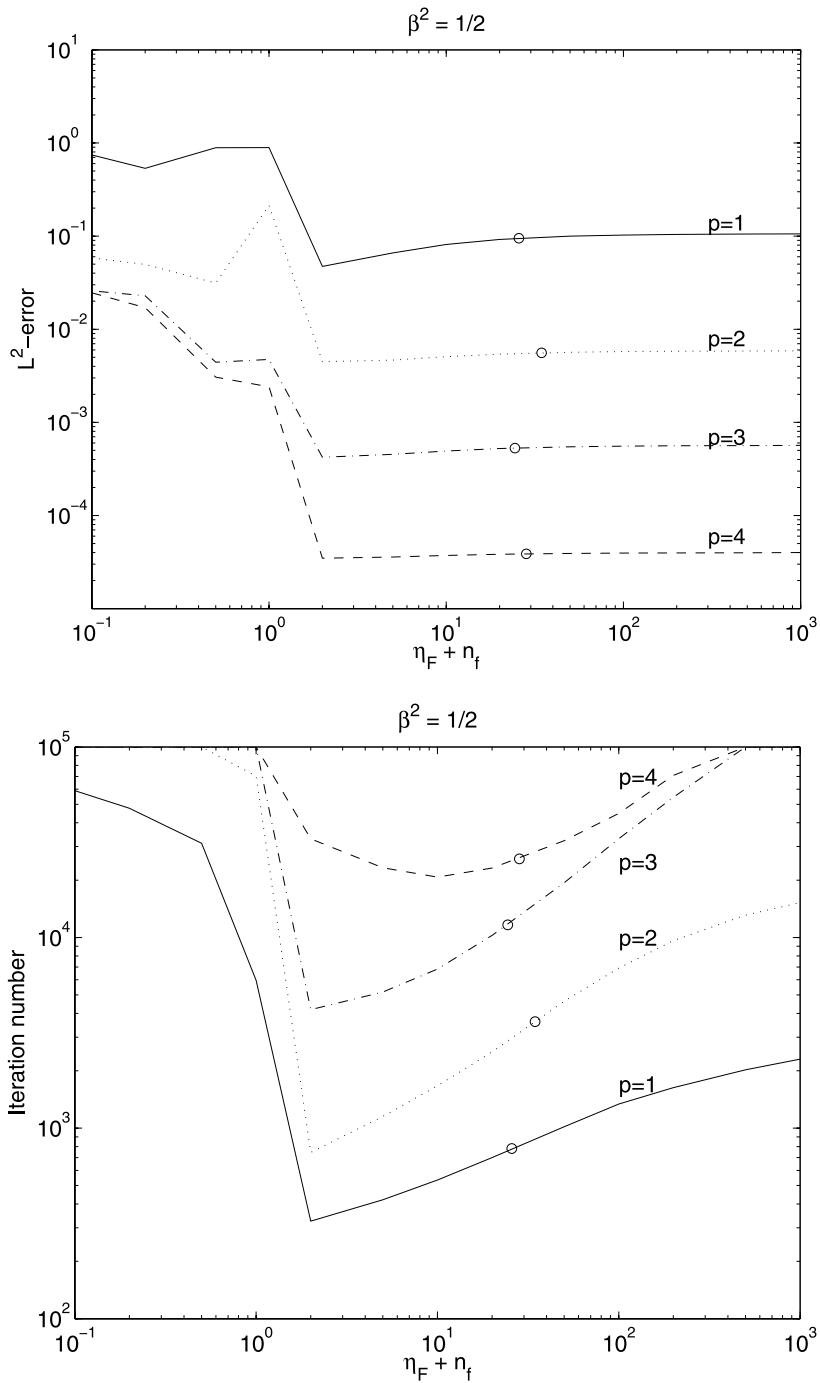 β² = 1/2
10¹
10⁰
10⁻¹
10⁻²
10⁻³
10⁻⁴
L²−error
p=1
p=2
p=3
p=4
10⁻¹ 10⁰ 10¹ 10² 10³
η_F + n_f
β² = 1/2
10⁵
10⁴
10³
10²
Iteration number
p=4
p=3
p=2
p=1
10⁻¹ 10⁰ 10¹ 10² 10³
η_F + n_f